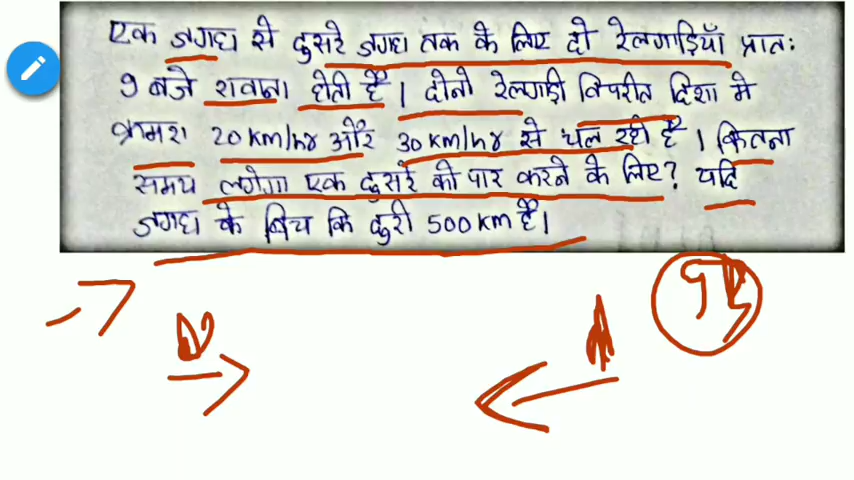 एक जगह से दुसरे जगह तक के लिए दो रेलगाड़ियाँ प्रातः
9 बजे रावाना होती है। दोनो रेलगाड़ी विपरीत दिशा मे
क्रमशः 20 km/hr और 30 km/hr से चल रही है। कितना
समय लगेगा एक दुसरे को पार करने के लिए? यदि
जगह के बिच कि दुरी 500 km है।